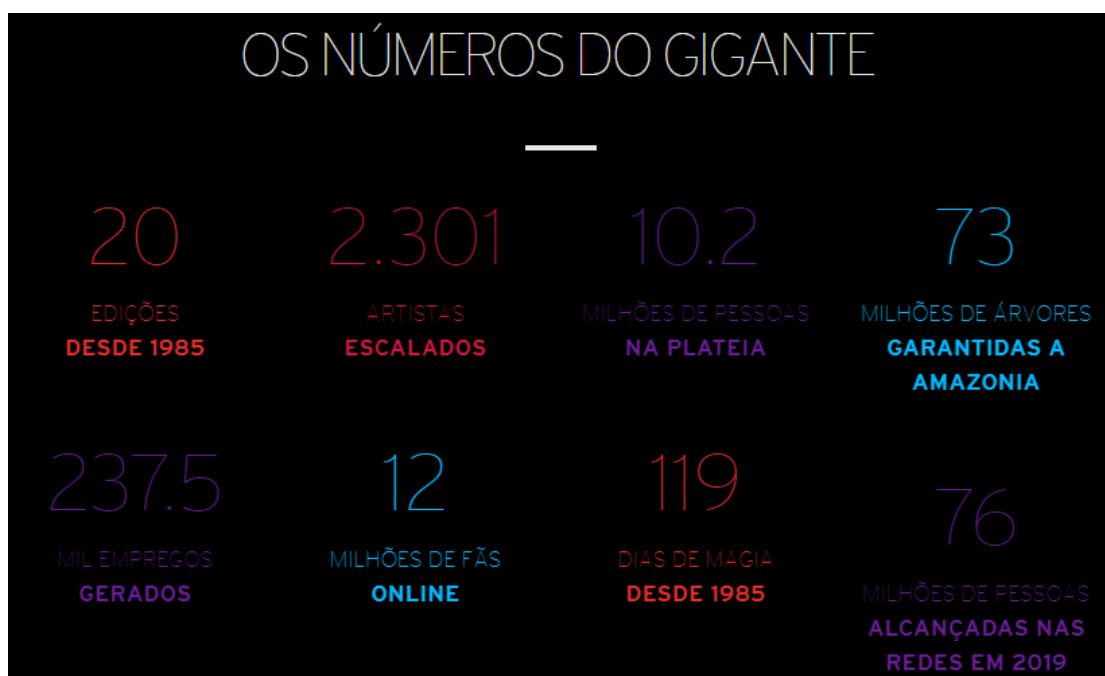 OS NÚMEROS DO GIGANTE
20
EDIÇÕES
DESDE 1985
2.301
ARTISTAS
ESCALADOS
10.2
MILHÕES DE PESSOAS
NA PLATEIA
73
MILHÕES DE ÁRVORES
GARANTIDAS A
AMAZONIA
237.5
MIL EMPREGOS
GERADOS
12
MILHÕES DE FÃS
ONLINE
119
DIAS DE MAGIA
DESDE 1985
76
MILHÕES DE PESSOAS
ALCANÇADAS NAS
REDES EM 2019